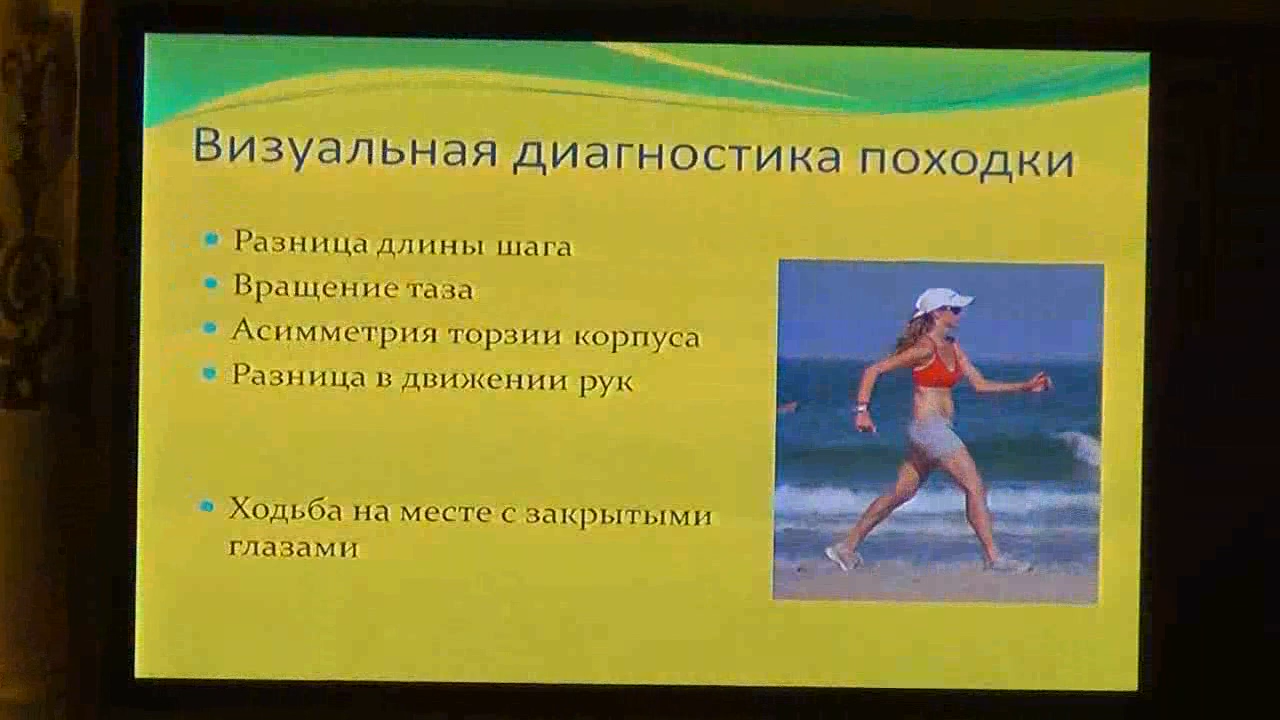 Визуальная диагностика походки
Разница длины шага
Вращение таза
Асимметрия торзии корпуса
Разница в движении рук
Ходьба на месте с закрытыми
глазами